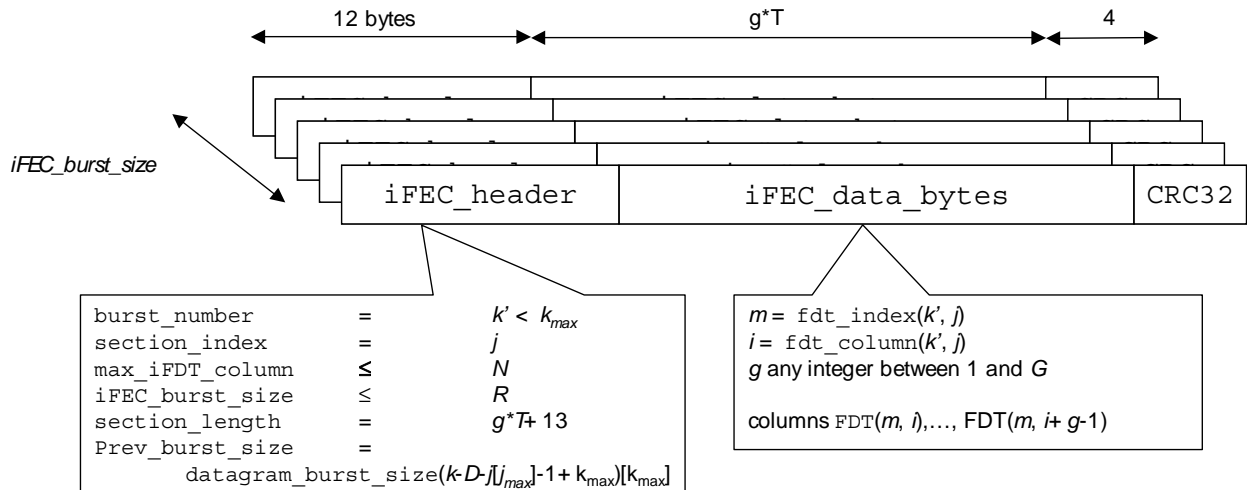 12 bytes g*T 4
iFEC_burst_size
iFEC_header iFEC_data_bytes CRC32
burst_number = k' < kmax
section_index = j
max_iFDT_column ≤ N
iFEC_burst_size ≤ R
section_length = g*T+ 13
Prev_burst_size =
datagram_burst_size(k-D-j[jmax]-1+ kmax)[kmax]
m = fdt_index(k', j)
i = fdt_column(k', j)
g any integer between 1 and G
columns FDT(m, i),…, FDT(m, i+ g-1)